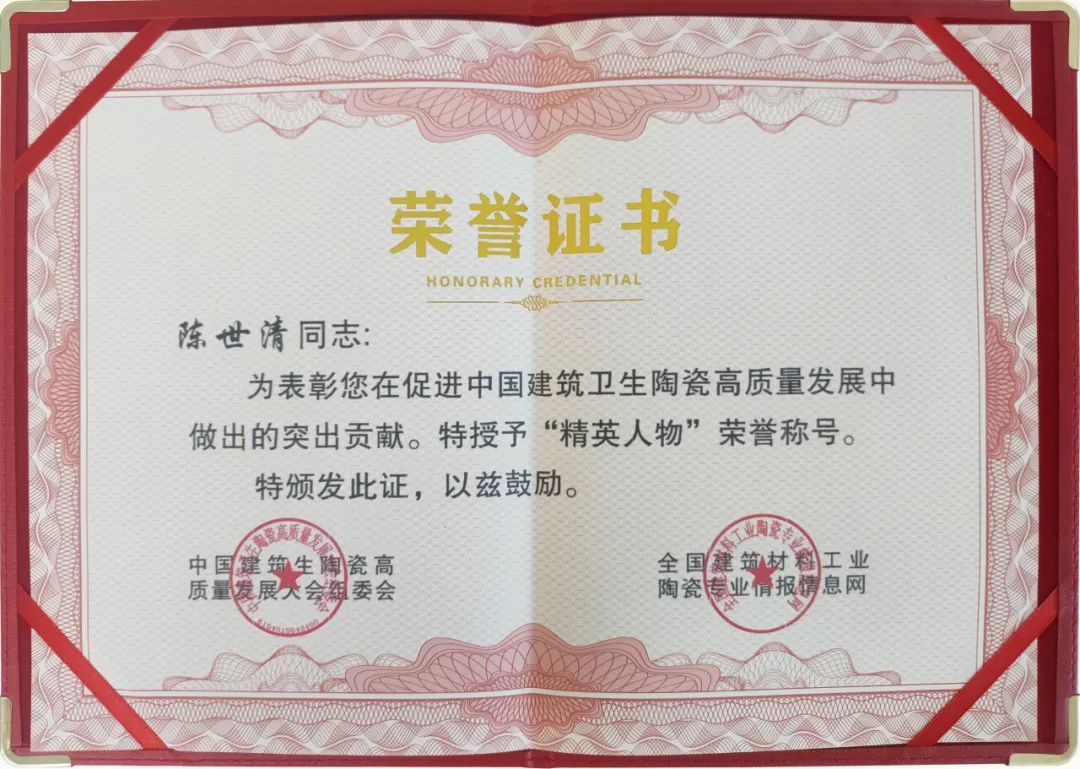 荣誉证书
HONORARY CREDENTIAL
陈世清同志:
为表彰您在促进中国建筑卫生陶瓷高质量发展中
做出的突出贡献。特授予“精英人物”荣誉称号。
特颁发此证，以兹鼓励。
中国建筑生陶瓷高
质量发展大会组委会
全国建筑材料工业
陶瓷专业情报信息网